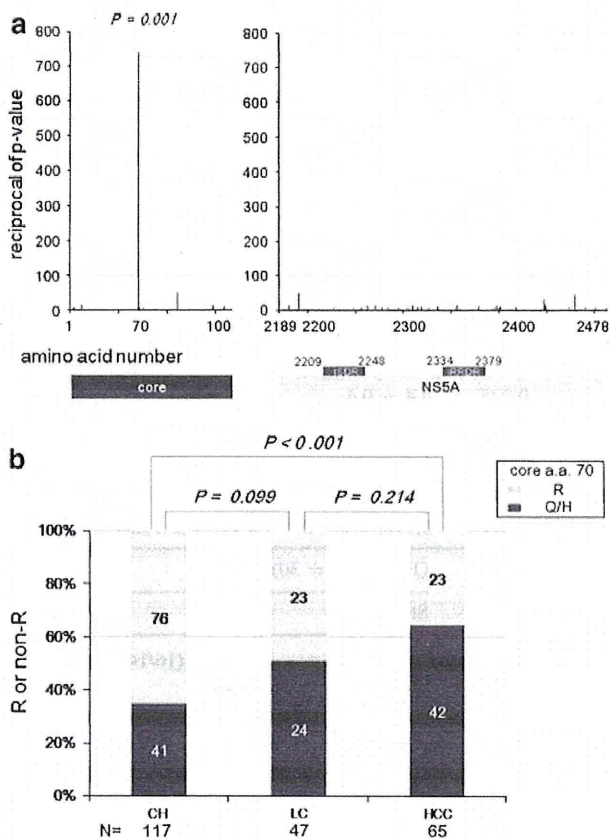 a
P = 0.001
reciprocal of p-value
800 800
700 700
600 600
500 500
400 400
300 300
200 200
100 100
0 0
1 70 100 2189 2200 2300 2400 2478
amino acid number
core
2209 2248 2334 2379
ISDR RRDR
NS5A
b
P < 0.001
P = 0.099 P = 0.214
core a.a. 70
R
Q/H
R or non-R
100%
80%
60%
40%
20%
0%
76 23 23
41 24 42
CH LC HCC
N= 117 47 65